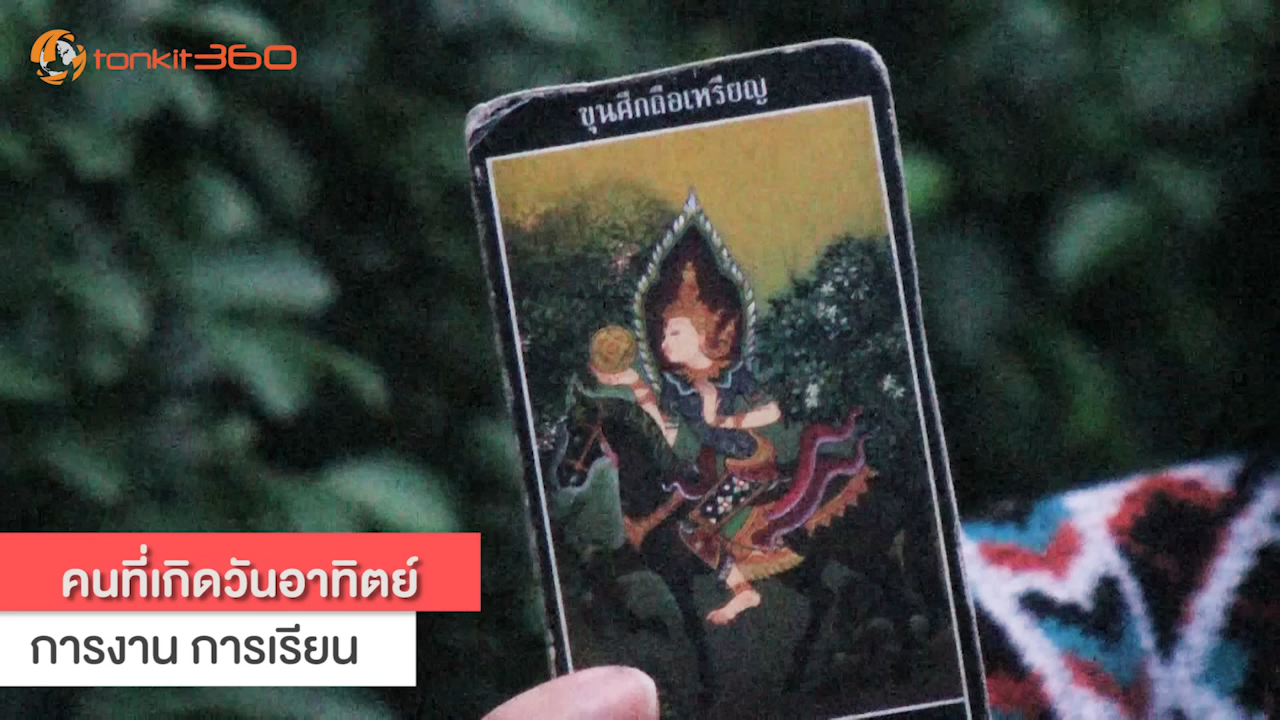 tonkit360
ขุนศึกถือเหรียญ
คนที่เกิดวันอาทิตย์
การงาน การเรียน